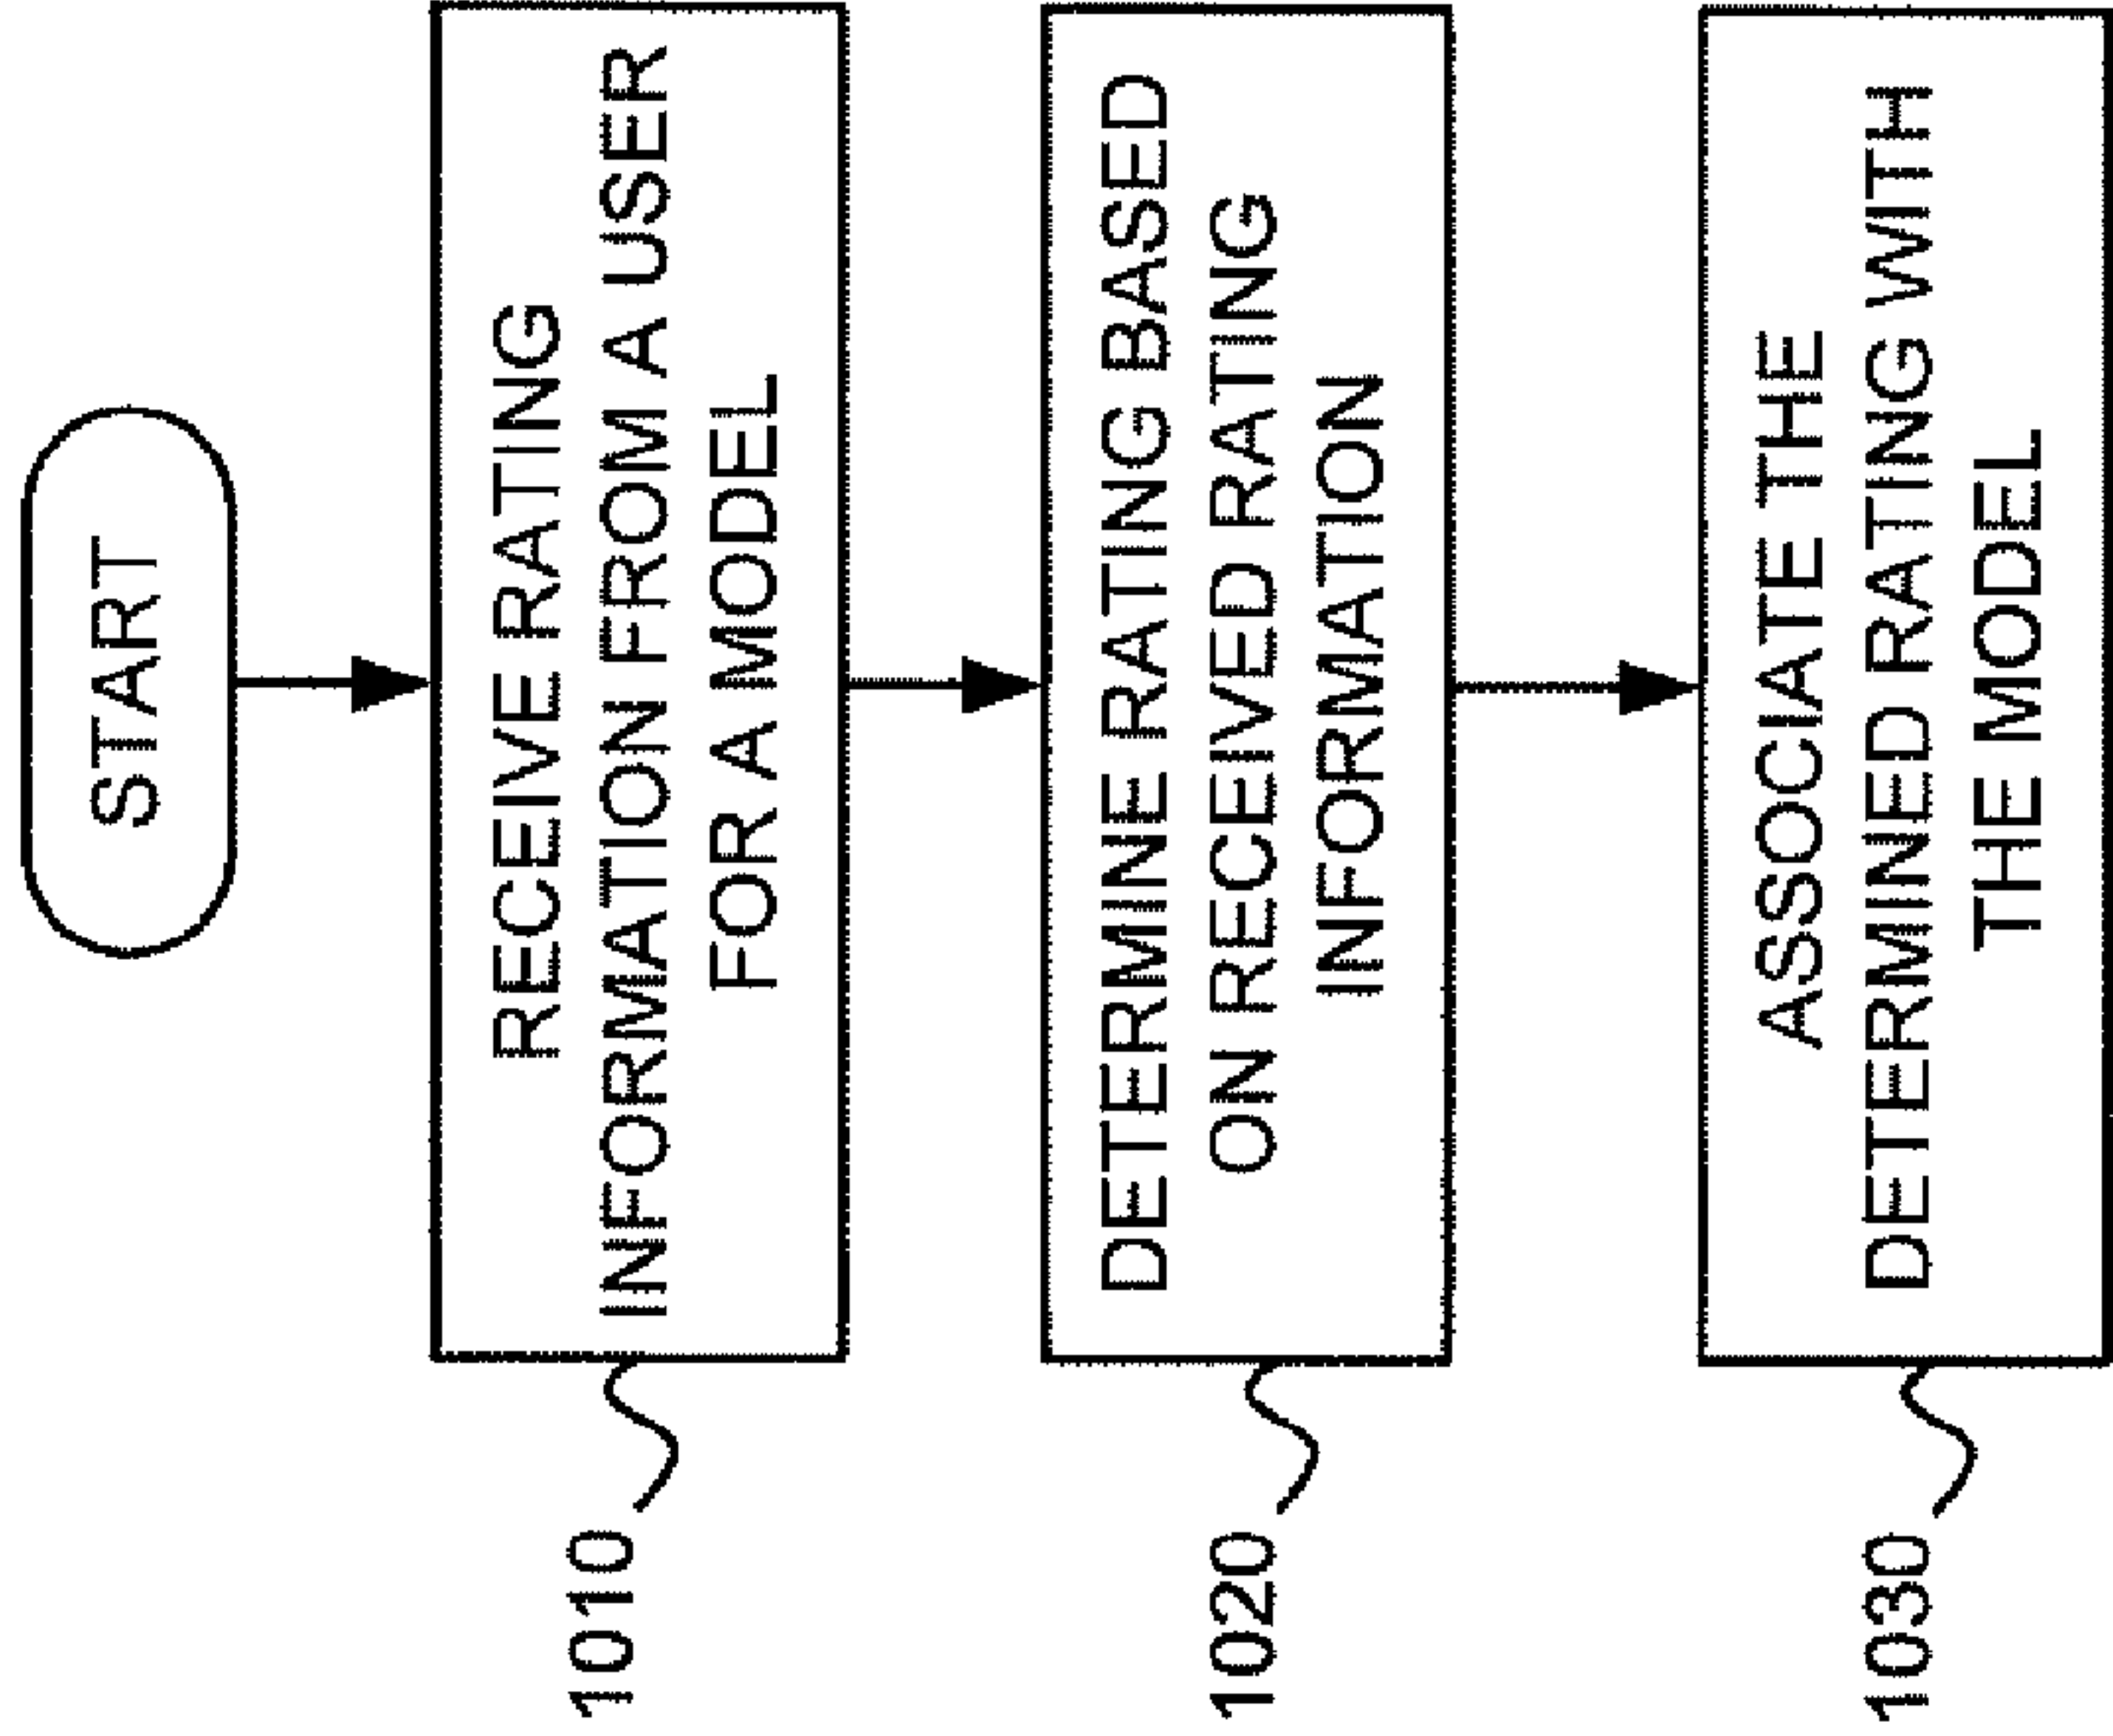 START
RECEIVE RATING
INFORMATION FROM A USER
FOR A MODEL
1010
DETERMINE RATING BASED
ON RECEIVED RATING
INFORMATION
1020
ASSOCIATE THE
DETERMINED RATING WITH
THE MODEL
1030